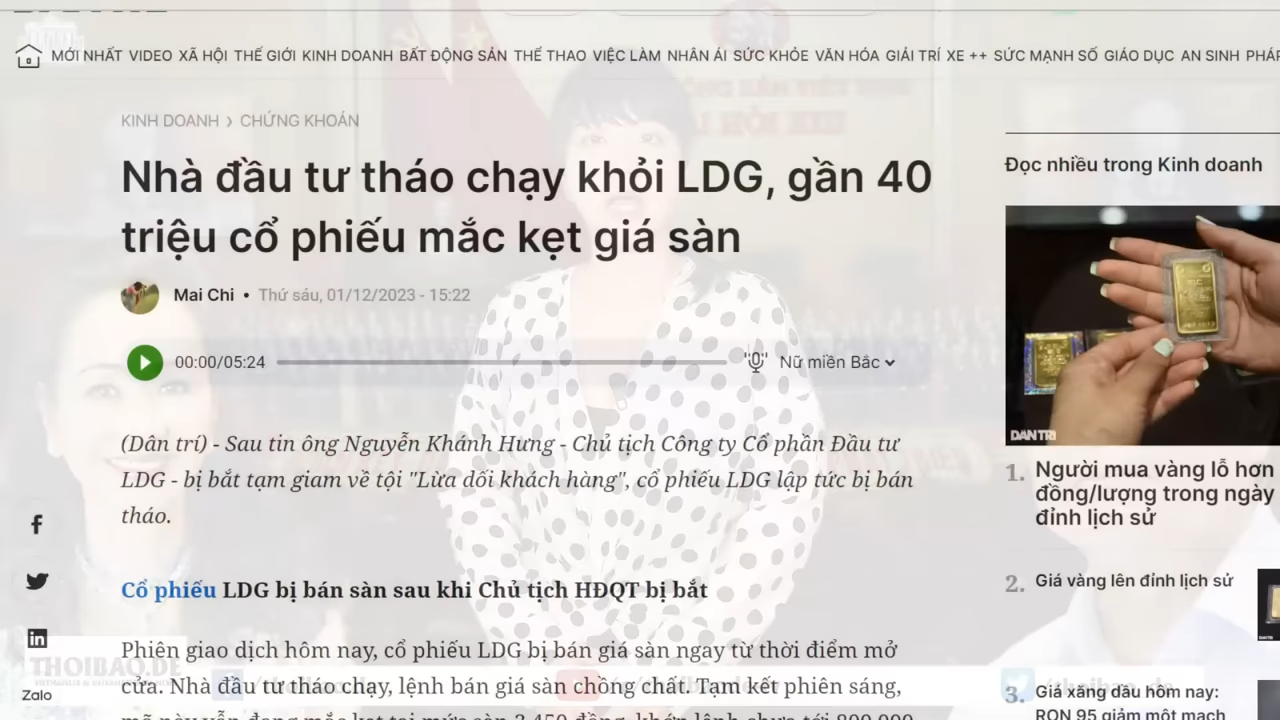 MỚI NHẤT VIDEO XÃ HỘI THẾ GIỚI KINH DOANH BẤT ĐỘNG SẢN THỂ THAO VIỆC LÀM NHÂN ÁI SỨC KHỎE VĂN HÓA GIẢI TRÍ XE ++ SỨC MẠNH SỐ GIÁO DỤC AN SINH PHÁP
KINH DOANH › CHỨNG KHOÁN
Nhà đầu tư tháo chạy khỏi LDG, gần 40
triệu cổ phiếu mắc kẹt giá sàn
Mai Chi • Thứ sáu, 01/12/2023 - 15:22
00:00/05:24 Nữ miền Bắc
(Dân trí) - Sau tin ông Nguyễn Khánh Hưng - Chủ tịch Công ty Cổ phần Đầu tư
LDG - bị bắt tạm giam về tội "Lừa dối khách hàng", cổ phiếu LDG lập tức bị bán
tháo.
Cổ phiếu LDG bị bán sàn sau khi Chủ tịch HĐQT bị bắt
Phiên giao dịch hôm nay, cổ phiếu LDG bị bán giá sàn ngay từ thời điểm mở
cửa. Nhà đầu tư tháo chạy, lệnh bán giá sàn chồng chất. Tạm kết phiên sáng,
Zalo
THOIBAO.DE
Đọc nhiều trong Kinh doanh
DAN TRI
1. Người mua vàng lỗ hơn
đồng/lượng trong ngày
đỉnh lịch sử
2. Giá vàng lên đỉnh lịch sử
3. Giá xăng dầu hôm nay:
RON 95 giảm một mạch